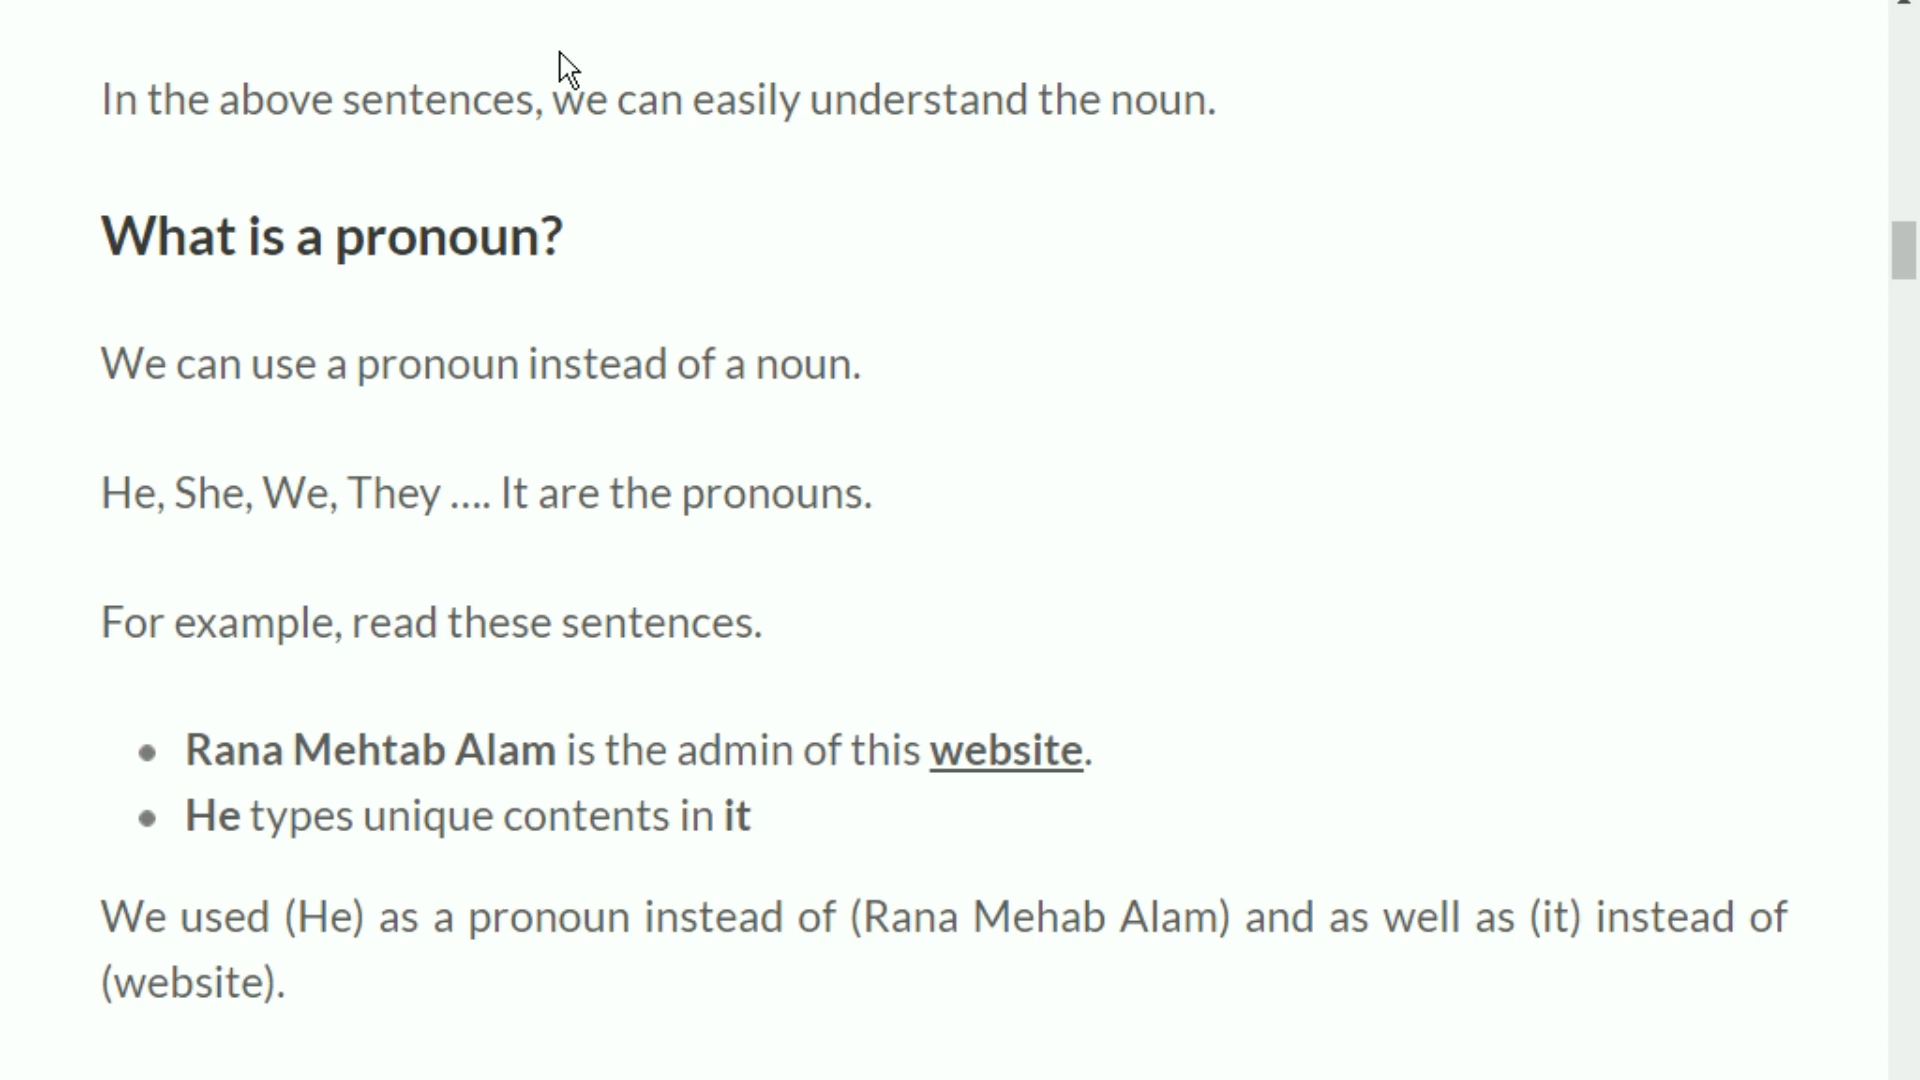 In the above sentences, we can easily understand the noun.
What is a pronoun?
We can use a pronoun instead of a noun.
He, She, We, They .... It are the pronouns.
For example, read these sentences.
Rana Mehtab Alam is the admin of this website.
He types unique contents in it
We used (He) as a pronoun instead of (Rana Mehab Alam) and as well as (it) instead of
(website).